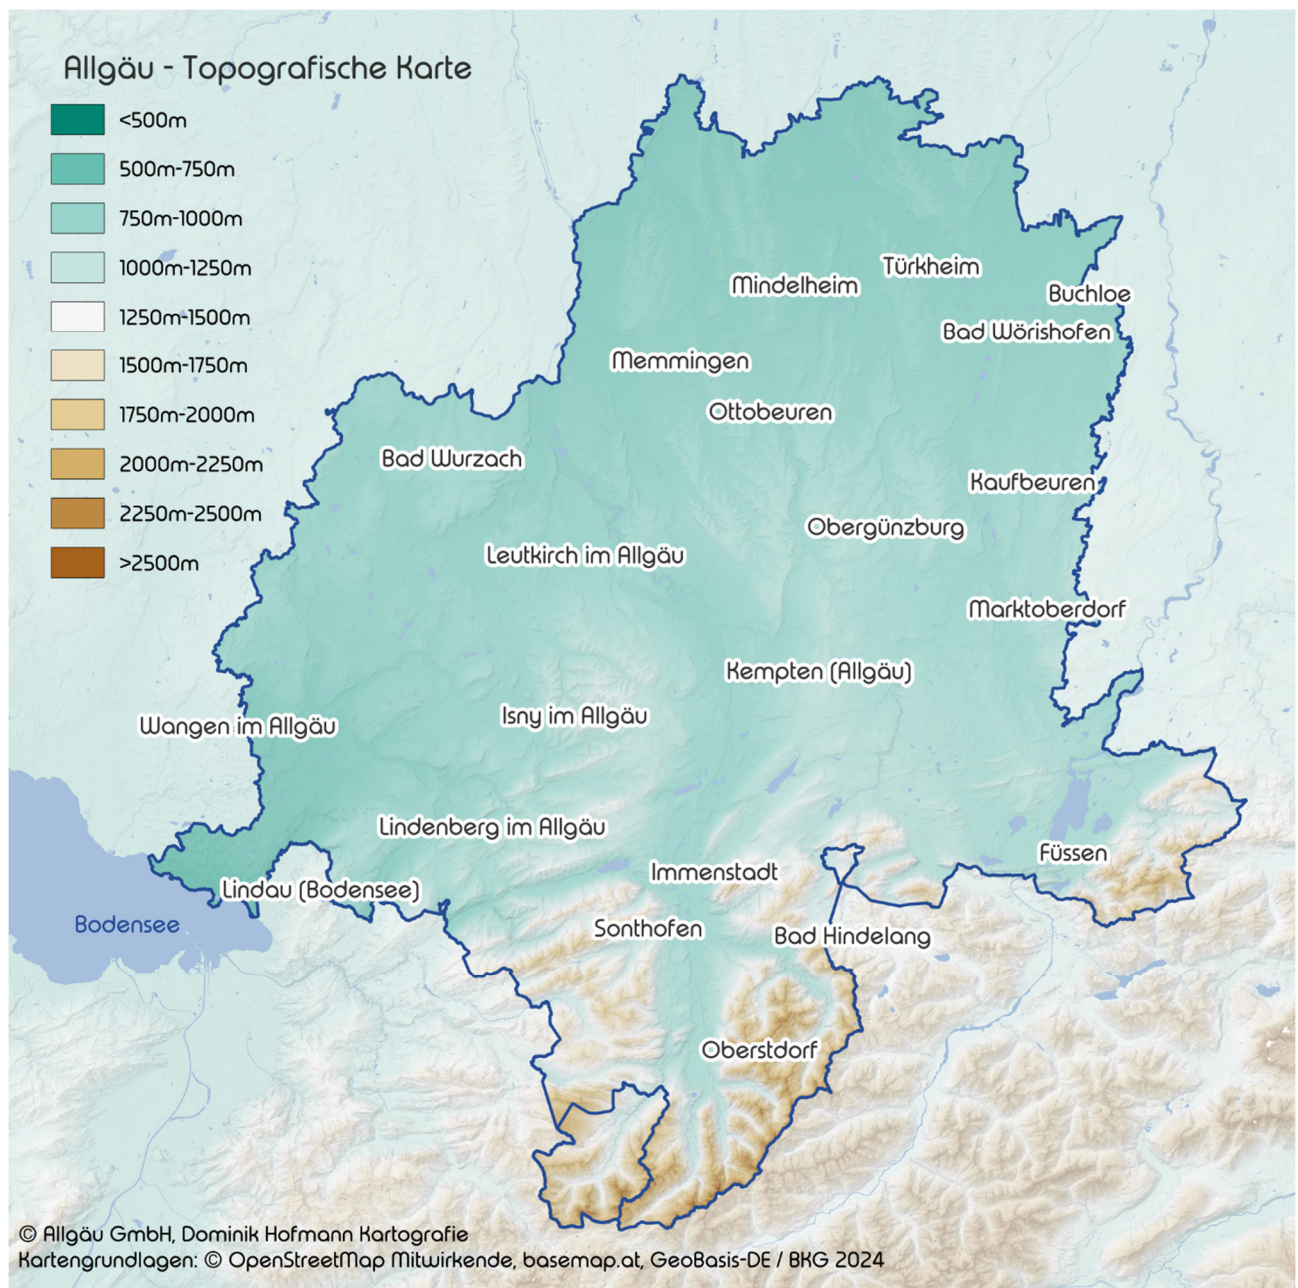 Allgäu - Topografische Karte
<500m
500m-750m
750m-1000m
1000m-1250m
1250m-1500m
1500m-1750m
1750m-2000m
2000m-2250m
2250m-2500m
>2500m
Türkheim
Mindelheim
Buchloe
Bad Wörishofen
Memmingen
Ottobeuren
Bad Wurzach
Kaufbeuren
Obergünzburg
Leutkirch im Allgäu
Marktoberdorf
Kempten (Allgäu)
Isny im Allgäu
Wangen im Allgäu
Lindenberg im Allgäu
Füssen
Immenstadt
Lindau (Bodensee)
Bodensee
Sonthofen
Bad Hindelang
Oberstdorf
© Allgäu GmbH, Dominik Hofmann Kartografie
Kartengrundlagen: © OpenStreetMap Mitwirkende, basemap.at, GeoBasis-DE / BKG 2024